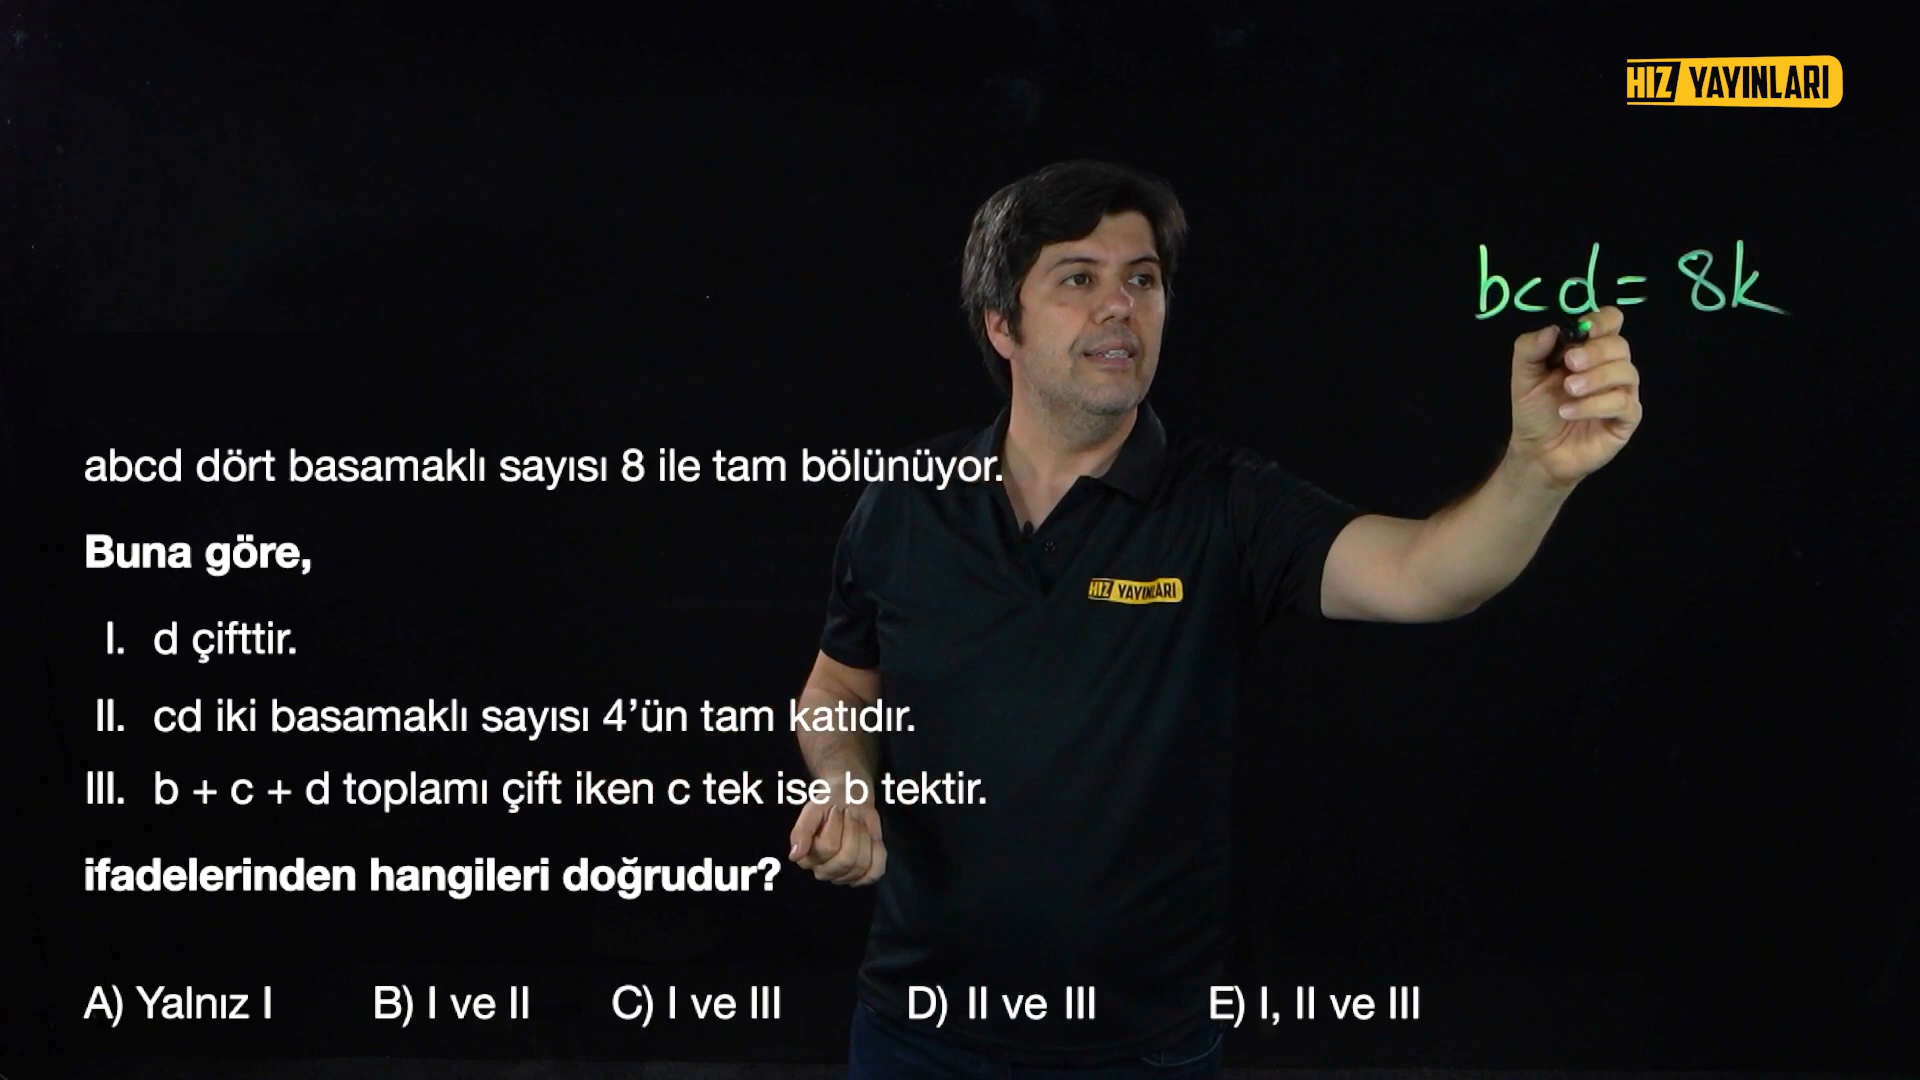 HIZ YAYINLARI
bcd = 8k
abcd dört basamaklı sayısı 8 ile tam bölünüyor.
HIZ YAYINLARI
Buna göre,
I. d çifttir.
II. cd iki basamaklı sayısı 4’ün tam katıdır.
III. b + c + d toplamı çift iken c tek ise b tektir.
ifadelerinden hangileri doğrudur?
A) Yalnız I B) I ve II C) I ve III D) II ve III E) I, II ve III